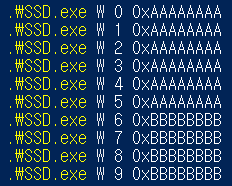 .₩SSD.exe W 0 0xAAAAAAAA
.₩SSD.exe W 1 0xAAAAAAAA
.₩SSD.exe W 2 0xAAAAAAAA
.₩SSD.exe W 3 0xAAAAAAAA
.₩SSD.exe W 4 0xAAAAAAAA
.₩SSD.exe W 5 0xAAAAAAAA
.₩SSD.exe W 6 0xBBBBBBBB
.₩SSD.exe W 7 0xBBBBBBBB
.₩SSD.exe W 8 0xBBBBBBBB
.₩SSD.exe W 9 0xBBBBBBBB